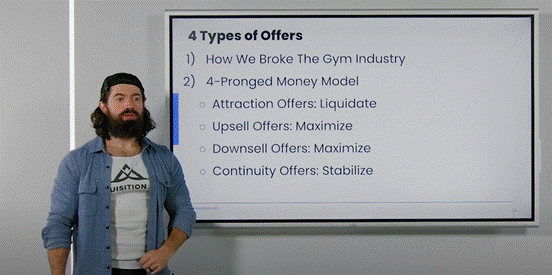 4 Types of Offers
1) How We Broke The Gym Industry
2) 4-Pronged Money Model
○ Attraction Offers: Liquidate
○ Upsell Offers: Maximize
○ Downsell Offers: Maximize
○ Continuity Offers: Stabilize
UISITION